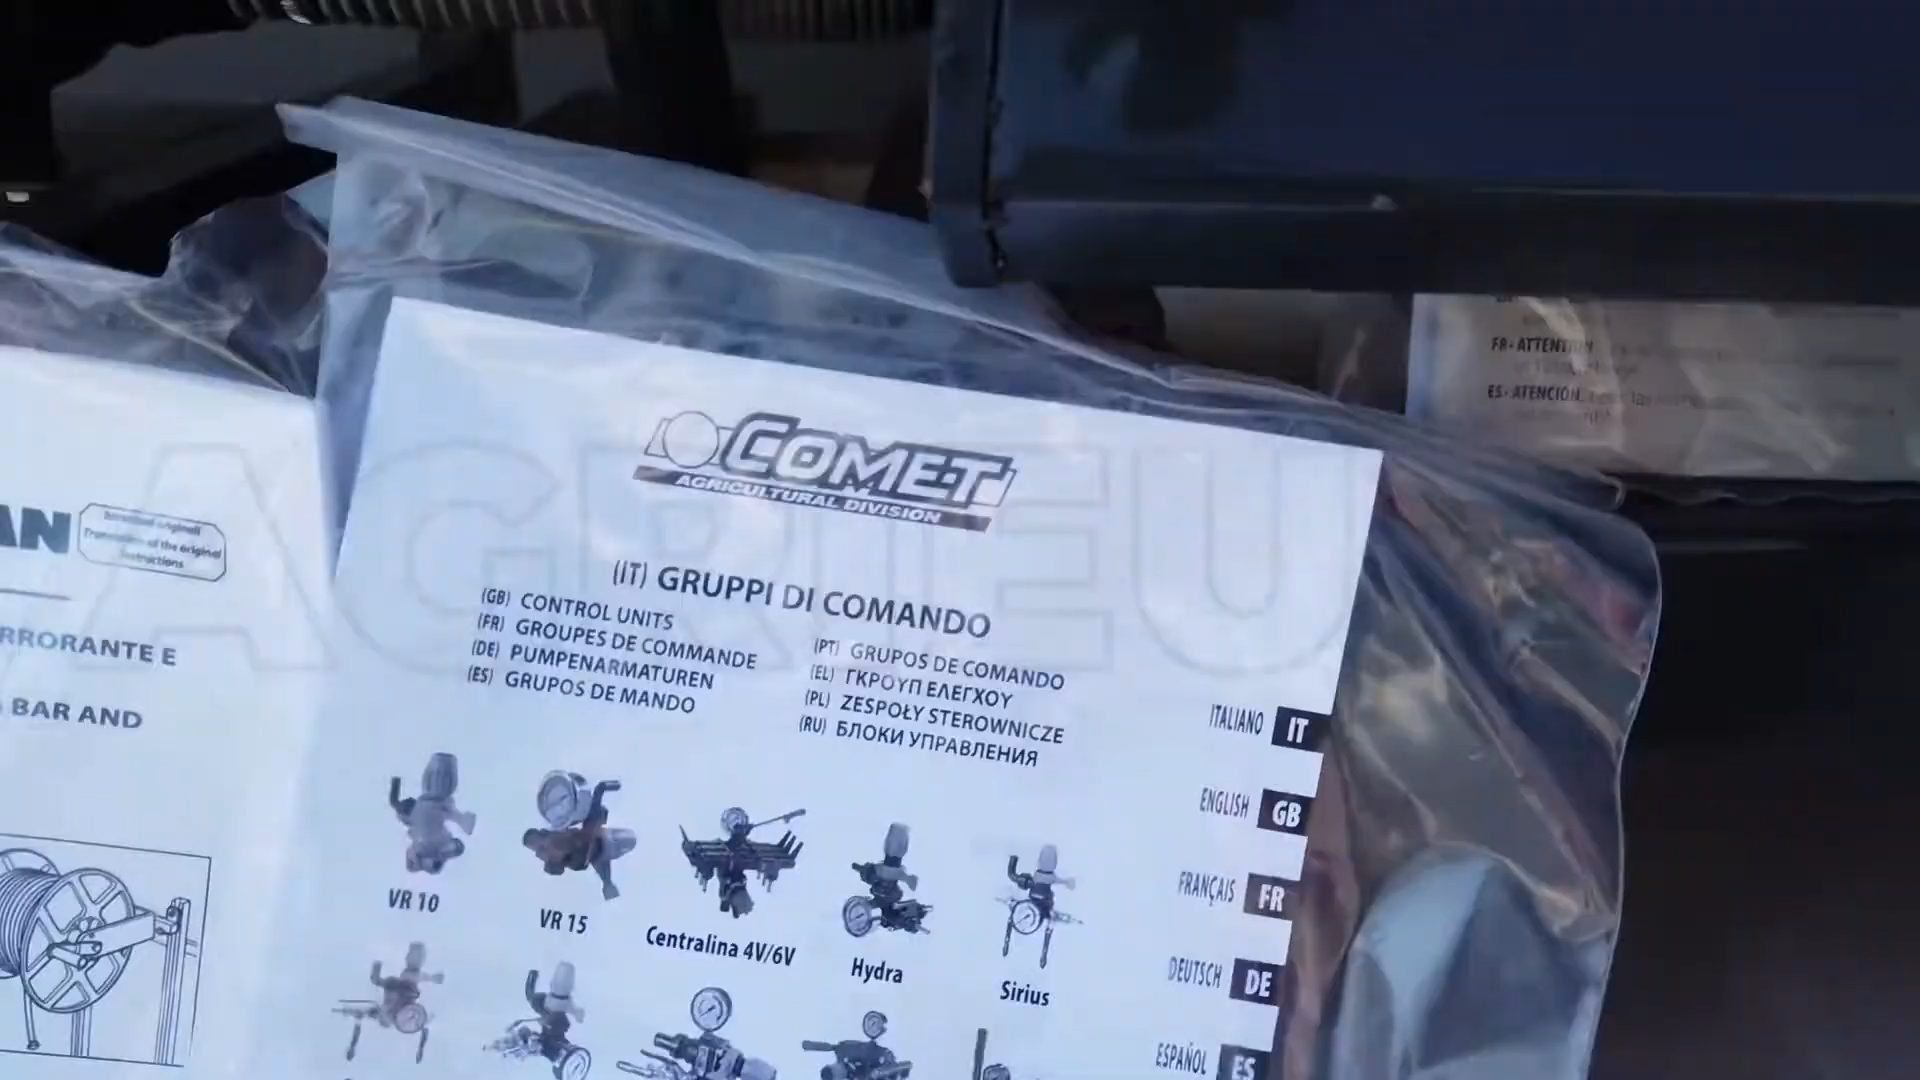 COMET
AGRICULTURAL DIVISION
(IT) GRUPPI DI COMANDO
(GB) CONTROL UNITS
(FR) GROUPES DE COMMANDE
(DE) PUMPENARMATUREN
(ES) GRUPOS DE MANDO
(PT) GRUPOS DE COMANDO
(EL) ΓΚΡΟΥΠ ΕΛΕΓΧΟΥ
(PL) ZESPOŁY STEROWNICZE
(RU) БЛОКИ УПРАВЛЕНИЯ
ITALIANO IT
ENGLISH GB
FRANÇAIS FR
DEUTSCH DE
ESPAÑOL ES
VR 10
VR 15
Centralina 4V/6V
Hydra
Sirius
AN
Translation of the original
instructions
RRORANTE E
BAR AND
FR - ATTENTION
ES - ATENCIÓN
AGRIEU